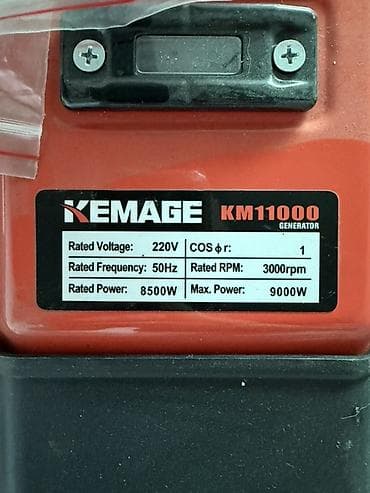 KEMAGE KM11000
GENERATOR
Rated Voltage: 220V COS ϕ r: 1
Rated Frequency: 50Hz Rated RPM: 3000rpm
Rated Power: 8500W Max. Power: 9000W